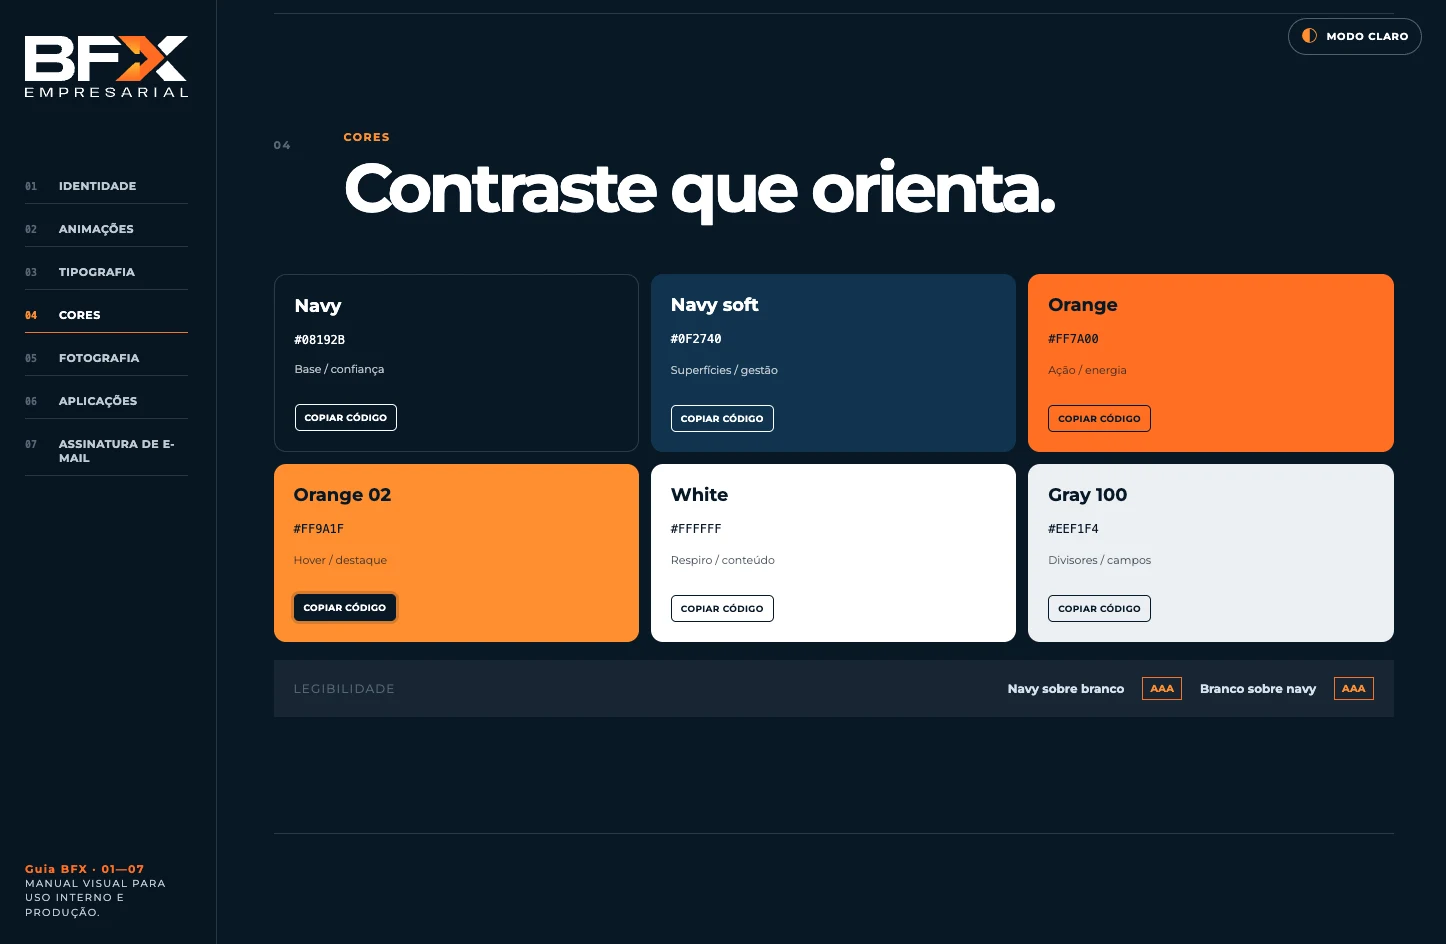 BFX
EMPRESARIAL
MODO CLARO
01 IDENTIDADE
02 ANIMAÇÕES
03 TIPOGRAFIA
04 CORES
05 FOTOGRAFIA
06 APLICAÇÕES
07 ASSINATURA DE E-
MAIL
Guia BFX · 01—07
MANUAL VISUAL PARA
USO INTERNO E
PRODUÇÃO.
04
CORES
Contraste que orienta.
Navy
#08192B
Base / confiança
COPIAR CÓDIGO
Navy soft
#0F2740
Superfícies / gestão
COPIAR CÓDIGO
Orange
#FF7A00
Ação / energia
COPIAR CÓDIGO
Orange 02
#FF9A1F
Hover / destaque
COPIAR CÓDIGO
White
#FFFFFF
Respiro / conteúdo
COPIAR CÓDIGO
Gray 100
#EEF1F4
Divisores / campos
COPIAR CÓDIGO
LEGIBILIDADE
Navy sobre branco AAA
Branco sobre navy AAA